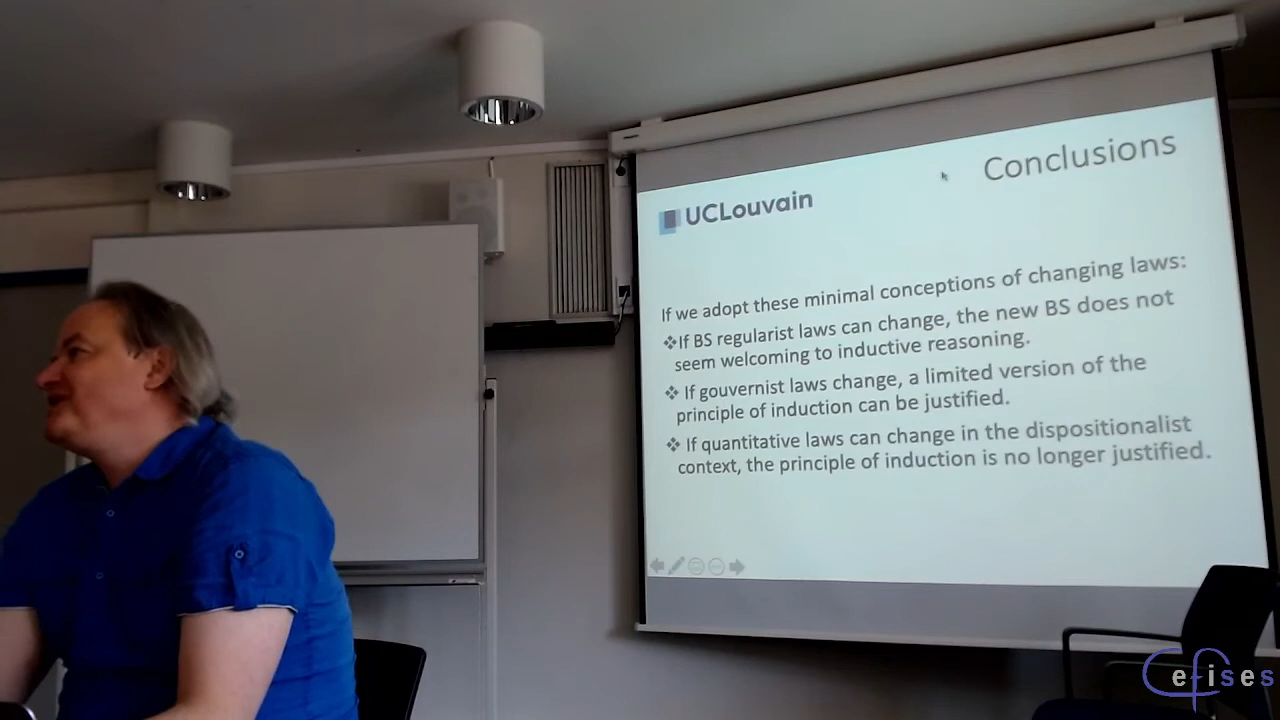 Conclusions
UCLouvain
If we adopt these minimal conceptions of changing laws:
❖If BS regularist laws can change, the new BS does not
seem welcoming to inductive reasoning.
❖ If gouvernist laws change, a limited version of the
principle of induction can be justified.
❖ If quantitative laws can change in the dispositionalist
context, the principle of induction is no longer justified.
efises